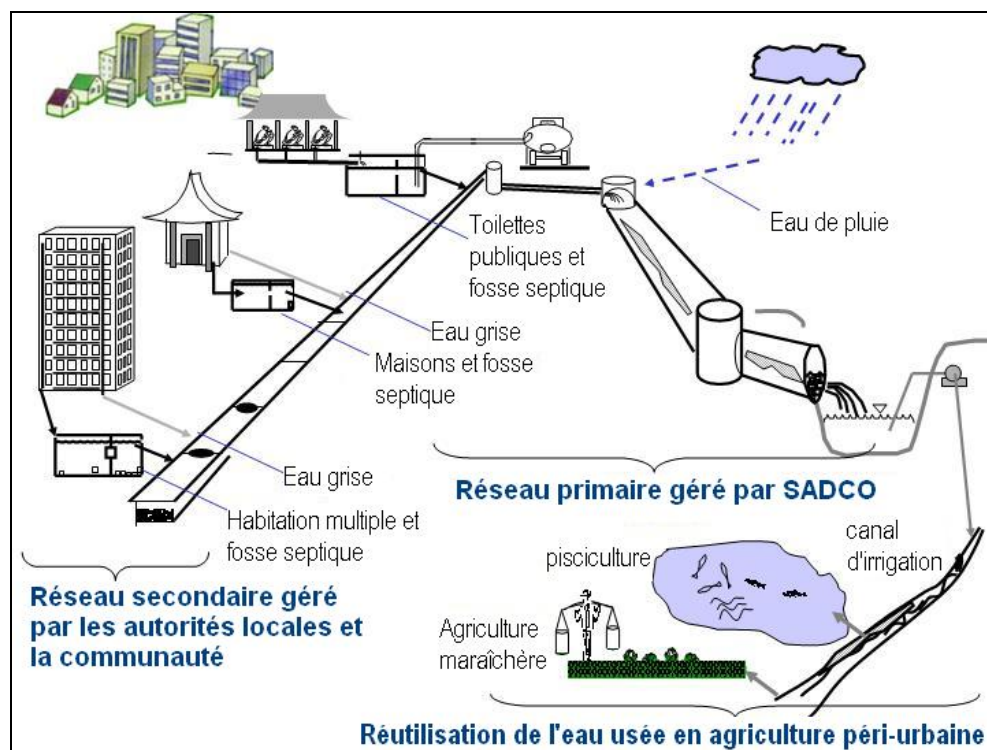 Eau de pluie
Toilettes
publiques et
fosse septique
Eau grise
Maisons et fosse
septique
Eau grise
Habitation multiple et
fosse septique
Réseau primaire géré par SADCO
Réseau secondaire géré
par les autorités locales et
la communauté
canal
d'irrigation
pisciculture
Agriculture
maraîchère
Réutilisation de l'eau usée en agriculture péri-urbaine